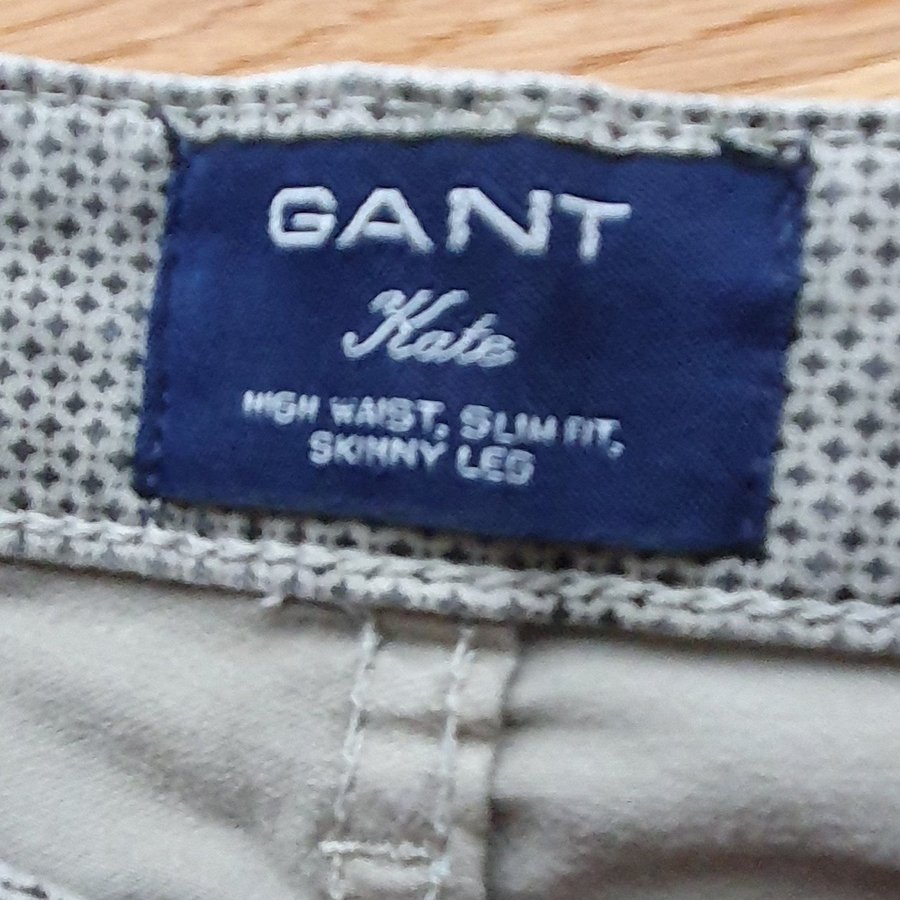 GANT
Kate
HIGH WAIST, SLIM FIT,
SKINNY LEG